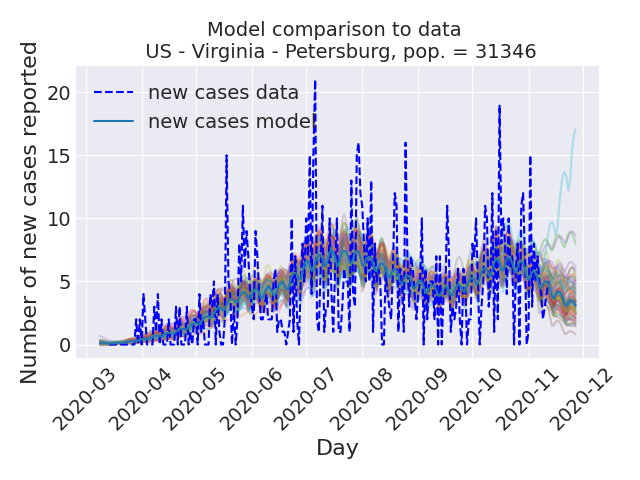 Model comparison to data
US - Virginia - Petersburg, pop. = 31346
Number of new cases reported
20
15
10
5
0
new cases data
new cases model
2020-03
2020-04
2020-05
2020-06
2020-07
2020-08
2020-09
2020-10
2020-11
2020-12
Day